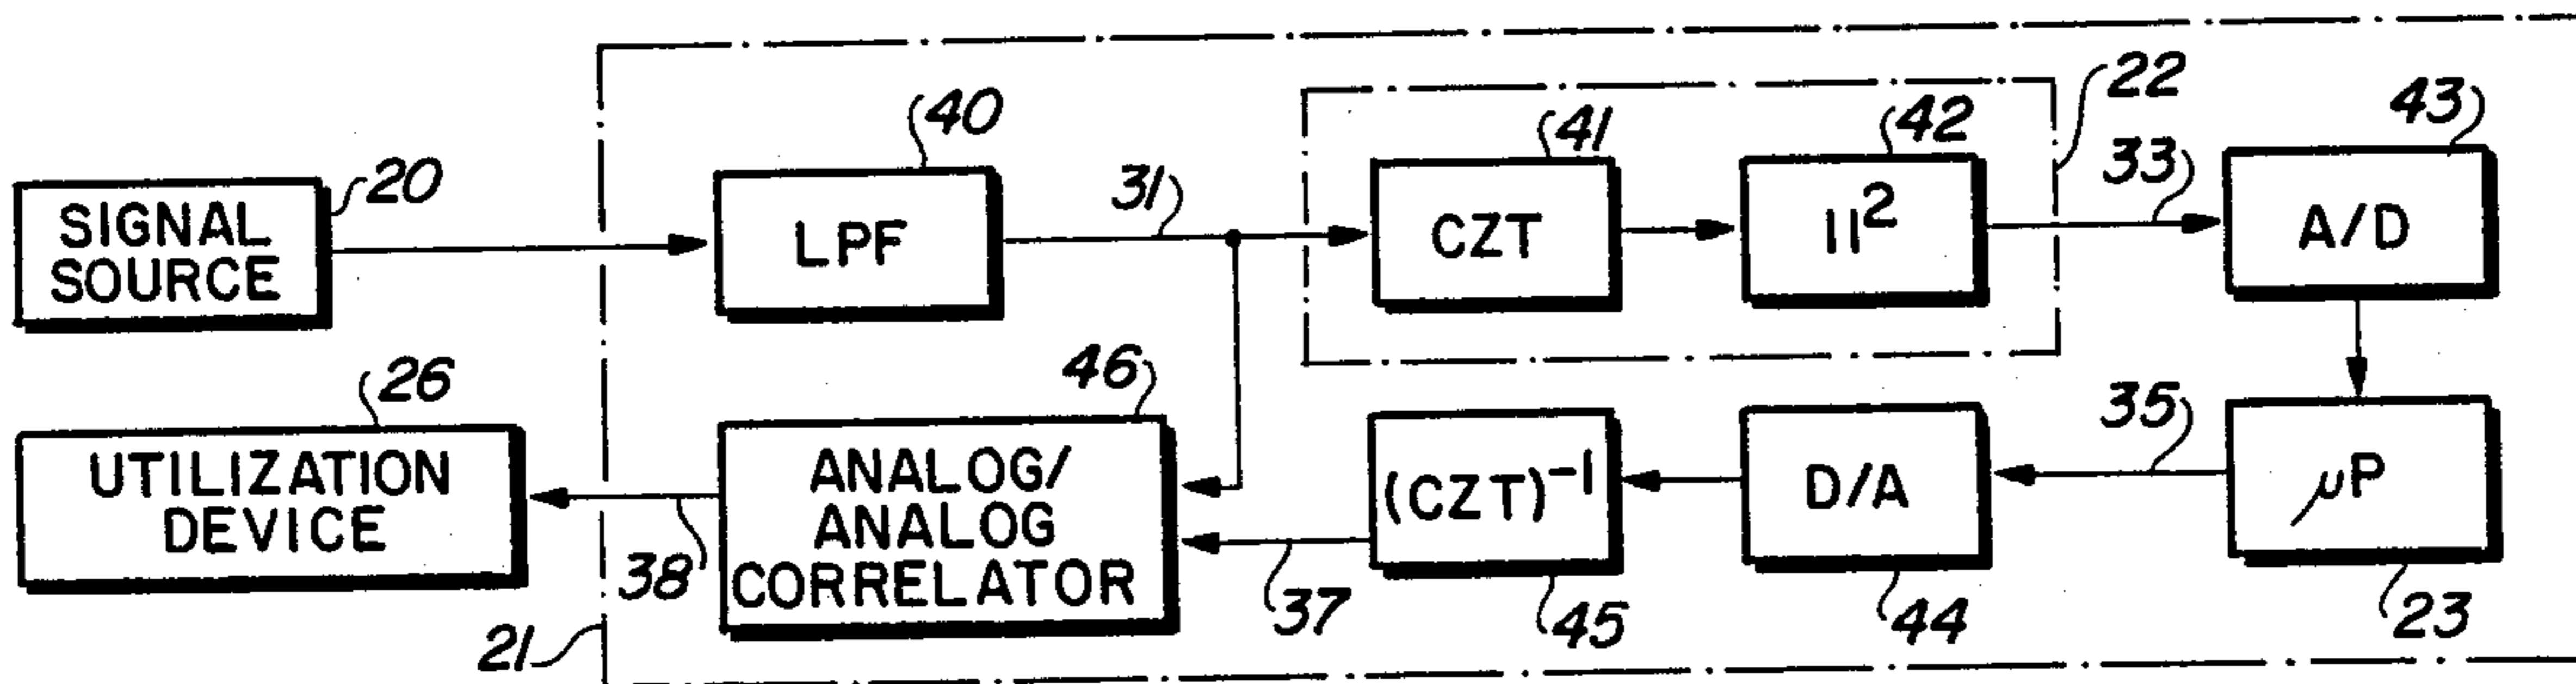 SIGNAL
SOURCE
20
LPF
40
31
CZT
41
||²
42
22
33
A/D
43
UTILIZATION
DEVICE
26
38
21
ANALOG/
ANALOG
CORRELATOR
46
37
(CZT)⁻¹
45
D/A
44
35
μP
23